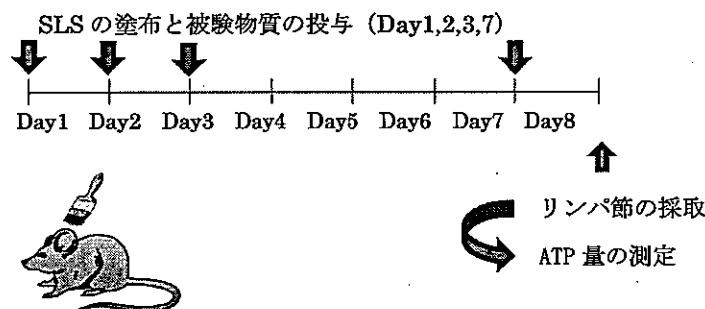 SLS の塗布と被験物質の投与（Day1,2,3,7)
Day1 Day2 Day3 Day4 Day5 Day6 Day7 Day8
リンパ節の採取
ATP 量の測定